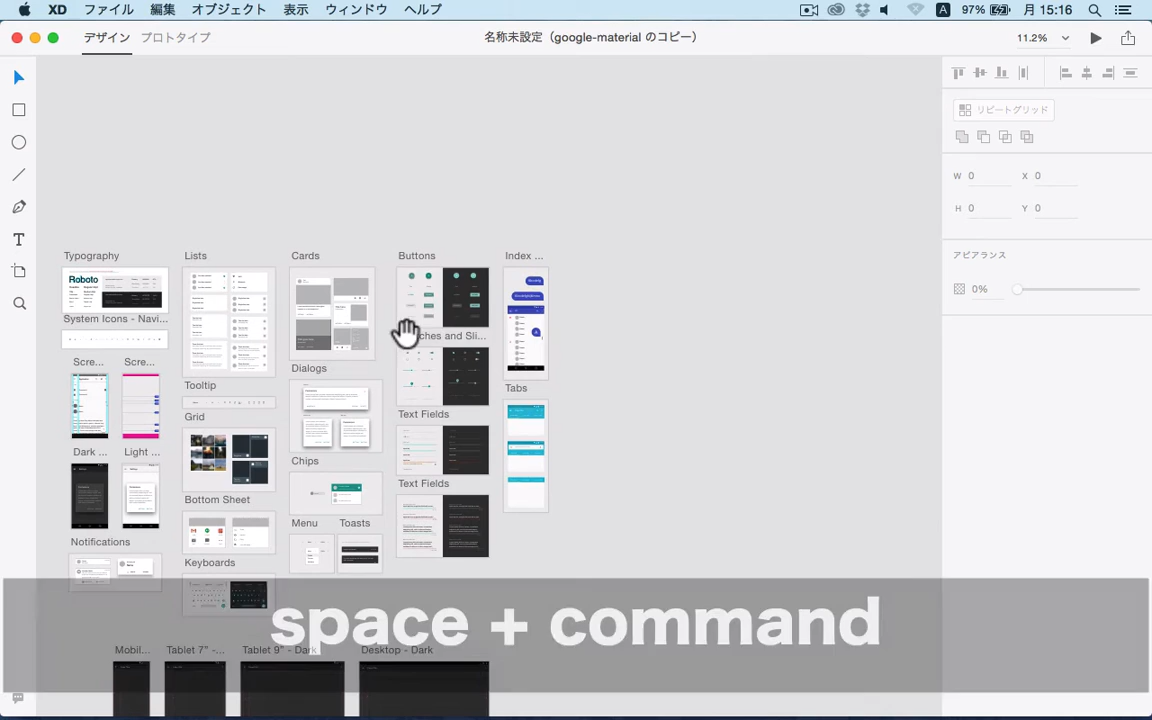 XD ファイル 編集 オブジェクト 表示 ウィンドウ ヘルプ A 97% 月 15:16
デザイン プロトタイプ 名称未設定（google-material のコピー） 11.2%
リピートグリッド
W 0 X 0
H 0 Y 0
アピアランス
0%
T
Typography Lists Cards Buttons Index ...
Roboto
System Icons - Navi...
ches and Sli...
Scre... Scre...
Tooltip
Dialogs
Tabs
Grid
Text Fields
Dark ... Light ...
Chips
Text Fields
Bottom Sheet
Menu Toasts
Notifications
Keyboards
space + command
Mobil... Tablet 7” -... Tablet 9” - Dark Desktop - Dark